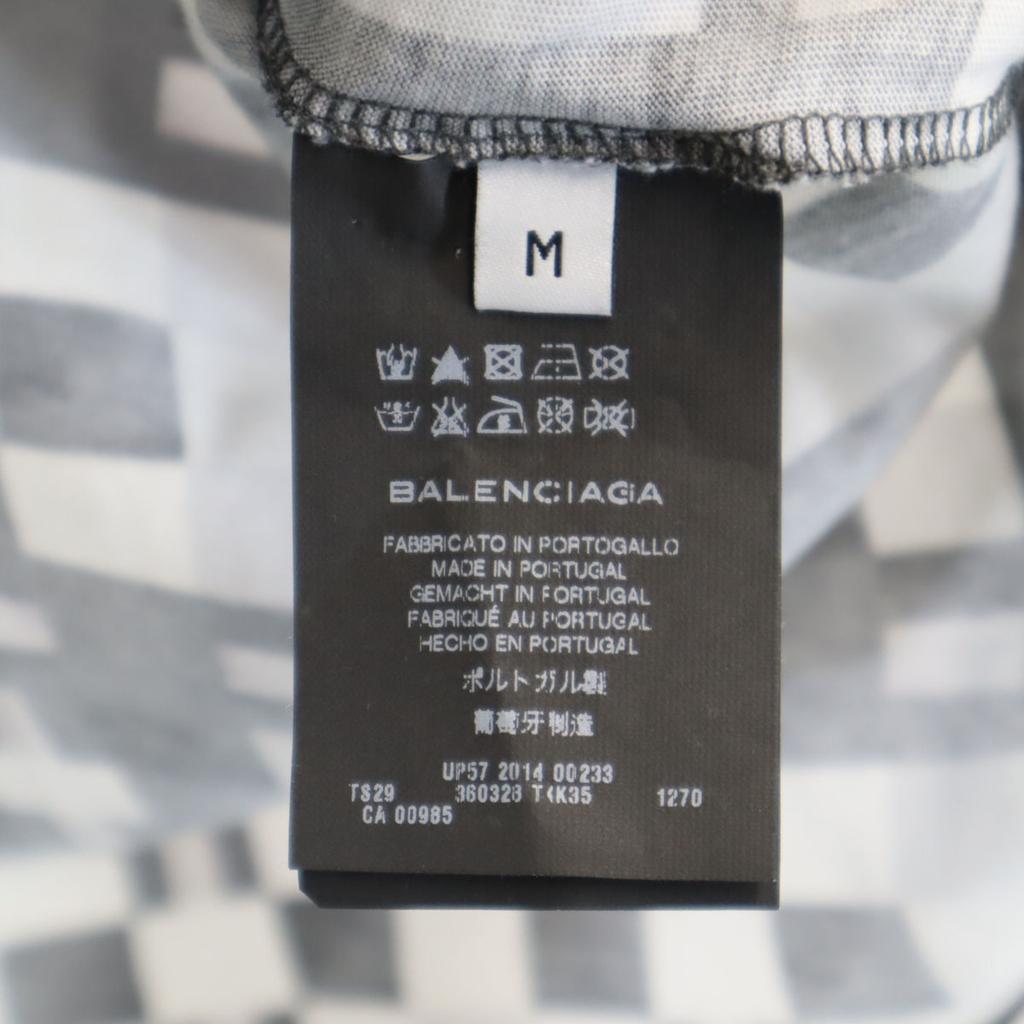 M
BALENCIAGA
FABBRICATO IN PORTOGALLO
MADE IN PORTUGAL
GEMACHT IN PORTUGAL
FABRIQUÉ AU PORTUGAL
HECHO EN PORTUGAL
ポルトガル製
葡萄牙制造
UP57 2014 00233
TS29 360328 TKK35 1270
CA 00985